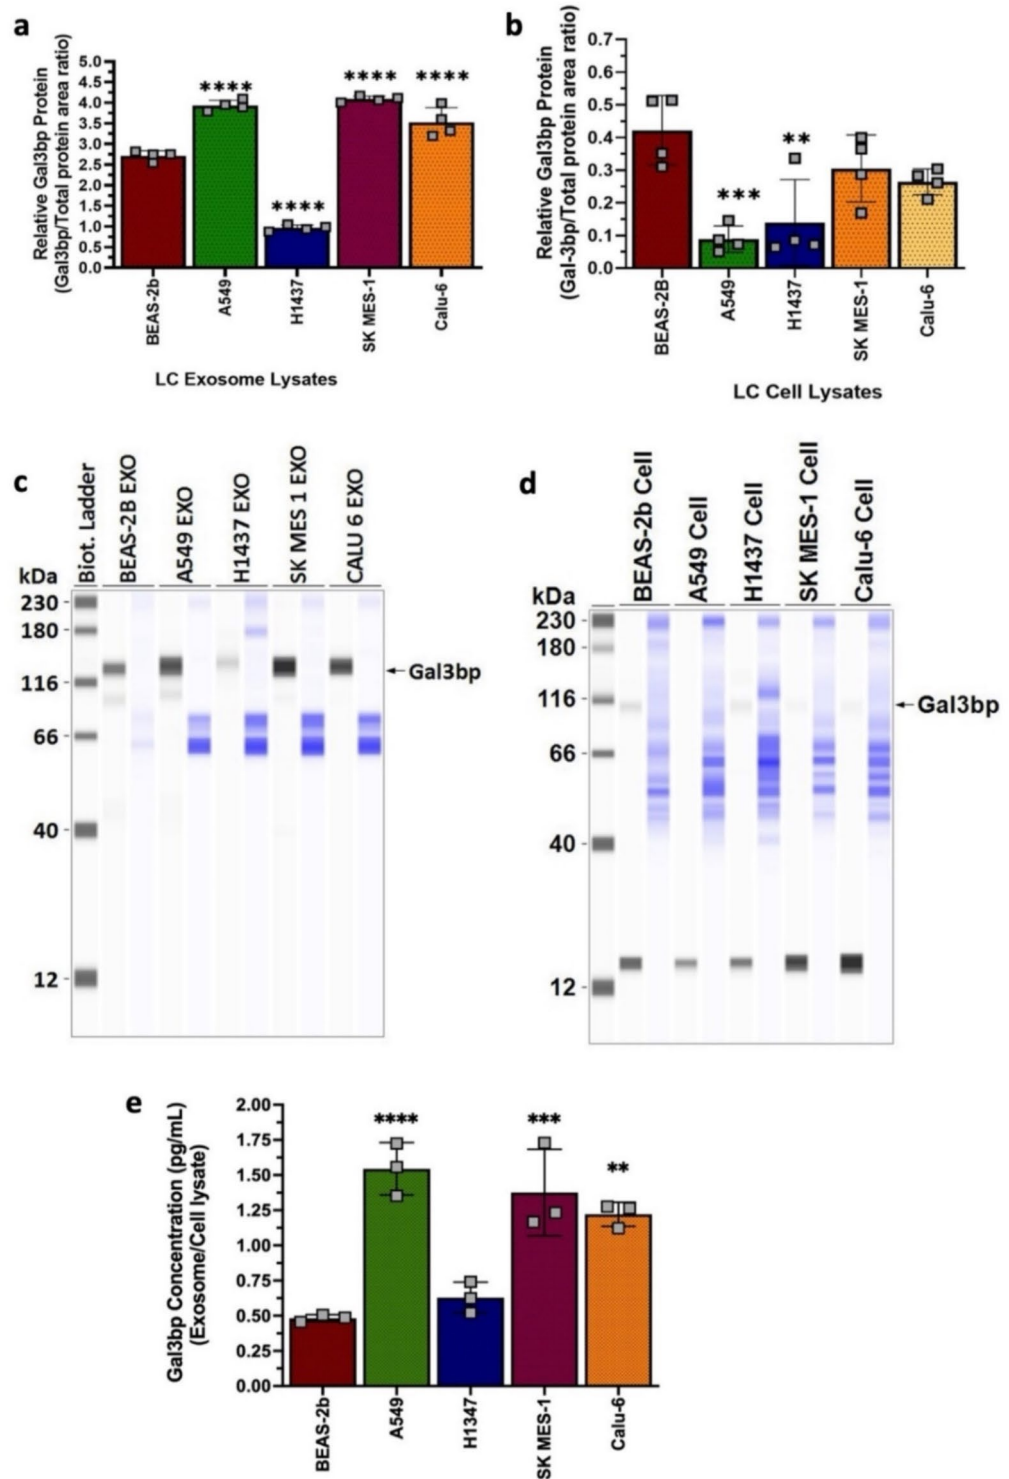 a
Relative Gal3bp Protein
(Gal3bp/Total protein area ratio)
5.0
4.5
4.0
3.5
3.0
2.5
2.0
1.5
1.0
0.5
0.0
****
****
****
****
BEAS-2b
A549
H1437
SK MES-1
Calu-6
LC Exosome Lysates
b
Relative Gal3bp Protein
(Gal-3bp/Total protein area ratio)
0.7
0.6
0.5
0.4
0.3
0.2
0.1
0.0
***
**
BEAS-2B
A549
H1437
SK MES-1
Calu-6
LC Cell Lysates
c
kDa
Biot. Ladder
BEAS-2B EXO
A549 EXO
H1437 EXO
SK MES 1 EXO
CALU 6 EXO
230
180
116
66
40
12
Gal3bp
d
kDa
BEAS-2b Cell
A549 Cell
H1437 Cell
SK MES-1 Cell
Calu-6 Cell
230
180
116
66
40
12
Gal3bp
e
Gal3bp Concentration (pg/mL)
(Exosome/Cell lysate)
2.00
1.75
1.50
1.25
1.00
0.75
0.50
0.25
0.00
****
***
**
BEAS-2b
A549
H1347
SK MES-1
Calu-6